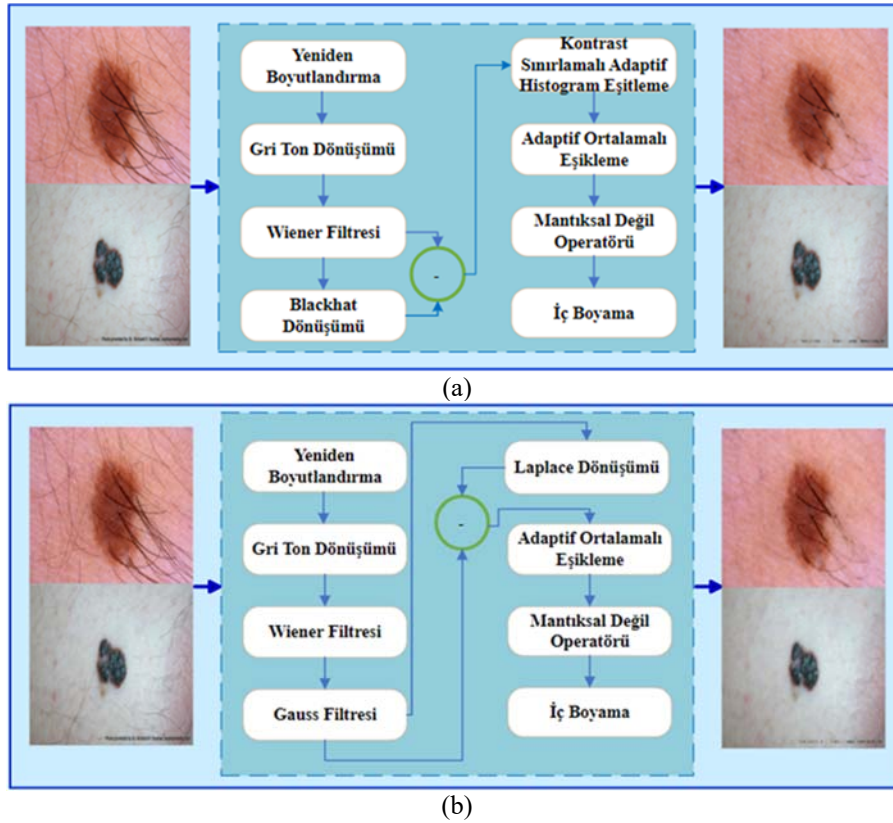 Yeniden
Boyutlandırma
Gri Ton Dönüşümü
Wiener Filtresi
Blackhat
Dönüşümü
-
Kontrast
Sınırlamalı Adaptif
Histogram Eşitleme
Adaptif Ortalamalı
Eşikleme
Mantıksal Değil
Operatörü
İç Boyama
(a)
Yeniden
Boyutlandırma
Gri Ton Dönüşümü
Wiener Filtresi
Gauss Filtresi
Laplace Dönüşümü
-
Adaptif Ortalamalı
Eşikleme
Mantıksal Değil
Operatörü
İç Boyama
(b)